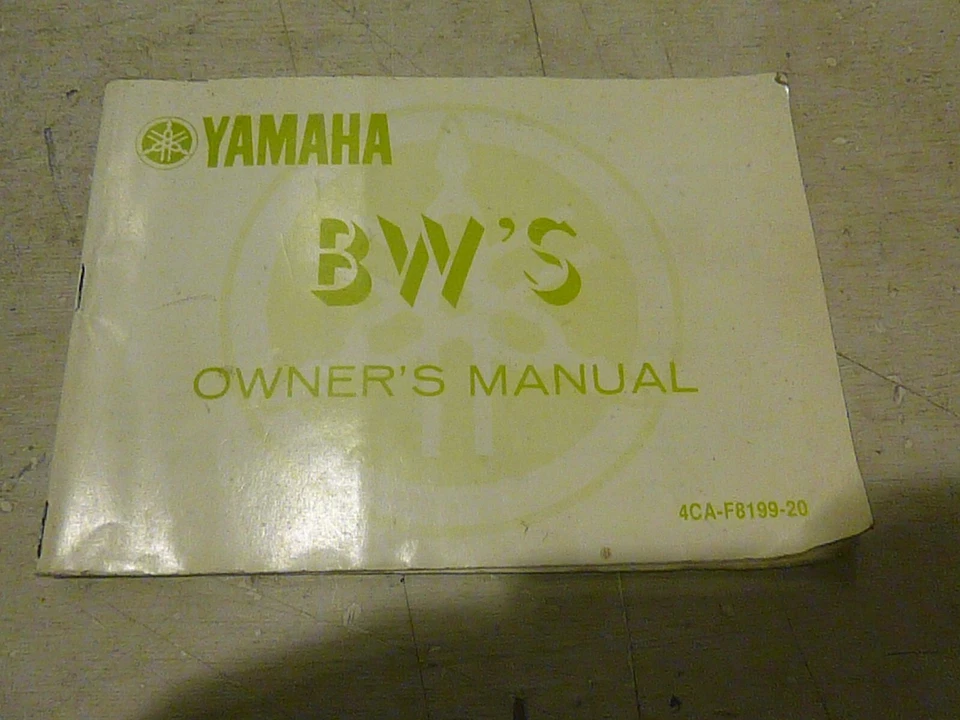 YAMAHA
BW'S
OWNER'S MANUAL
4CA-F8199-20